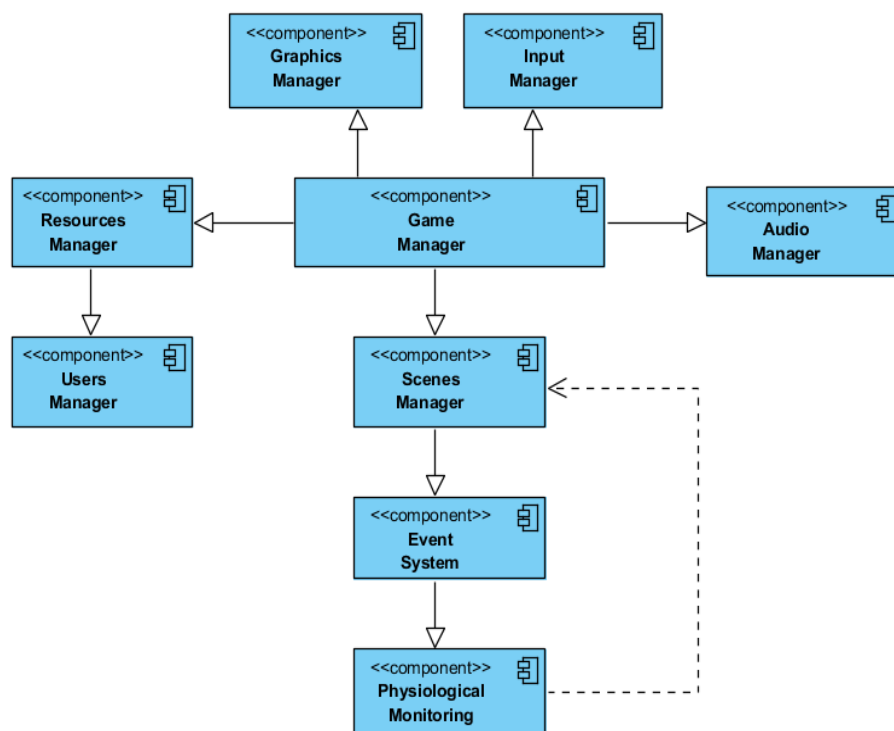 <<component>>
Graphics
Manager
<<component>>
Input
Manager
<<component>>
Resources
Manager
<<component>>
Game
Manager
<<component>>
Audio
Manager
<<component>>
Users
Manager
<<component>>
Scenes
Manager
<<component>>
Event
System
<<component>>
Physiological
Monitoring